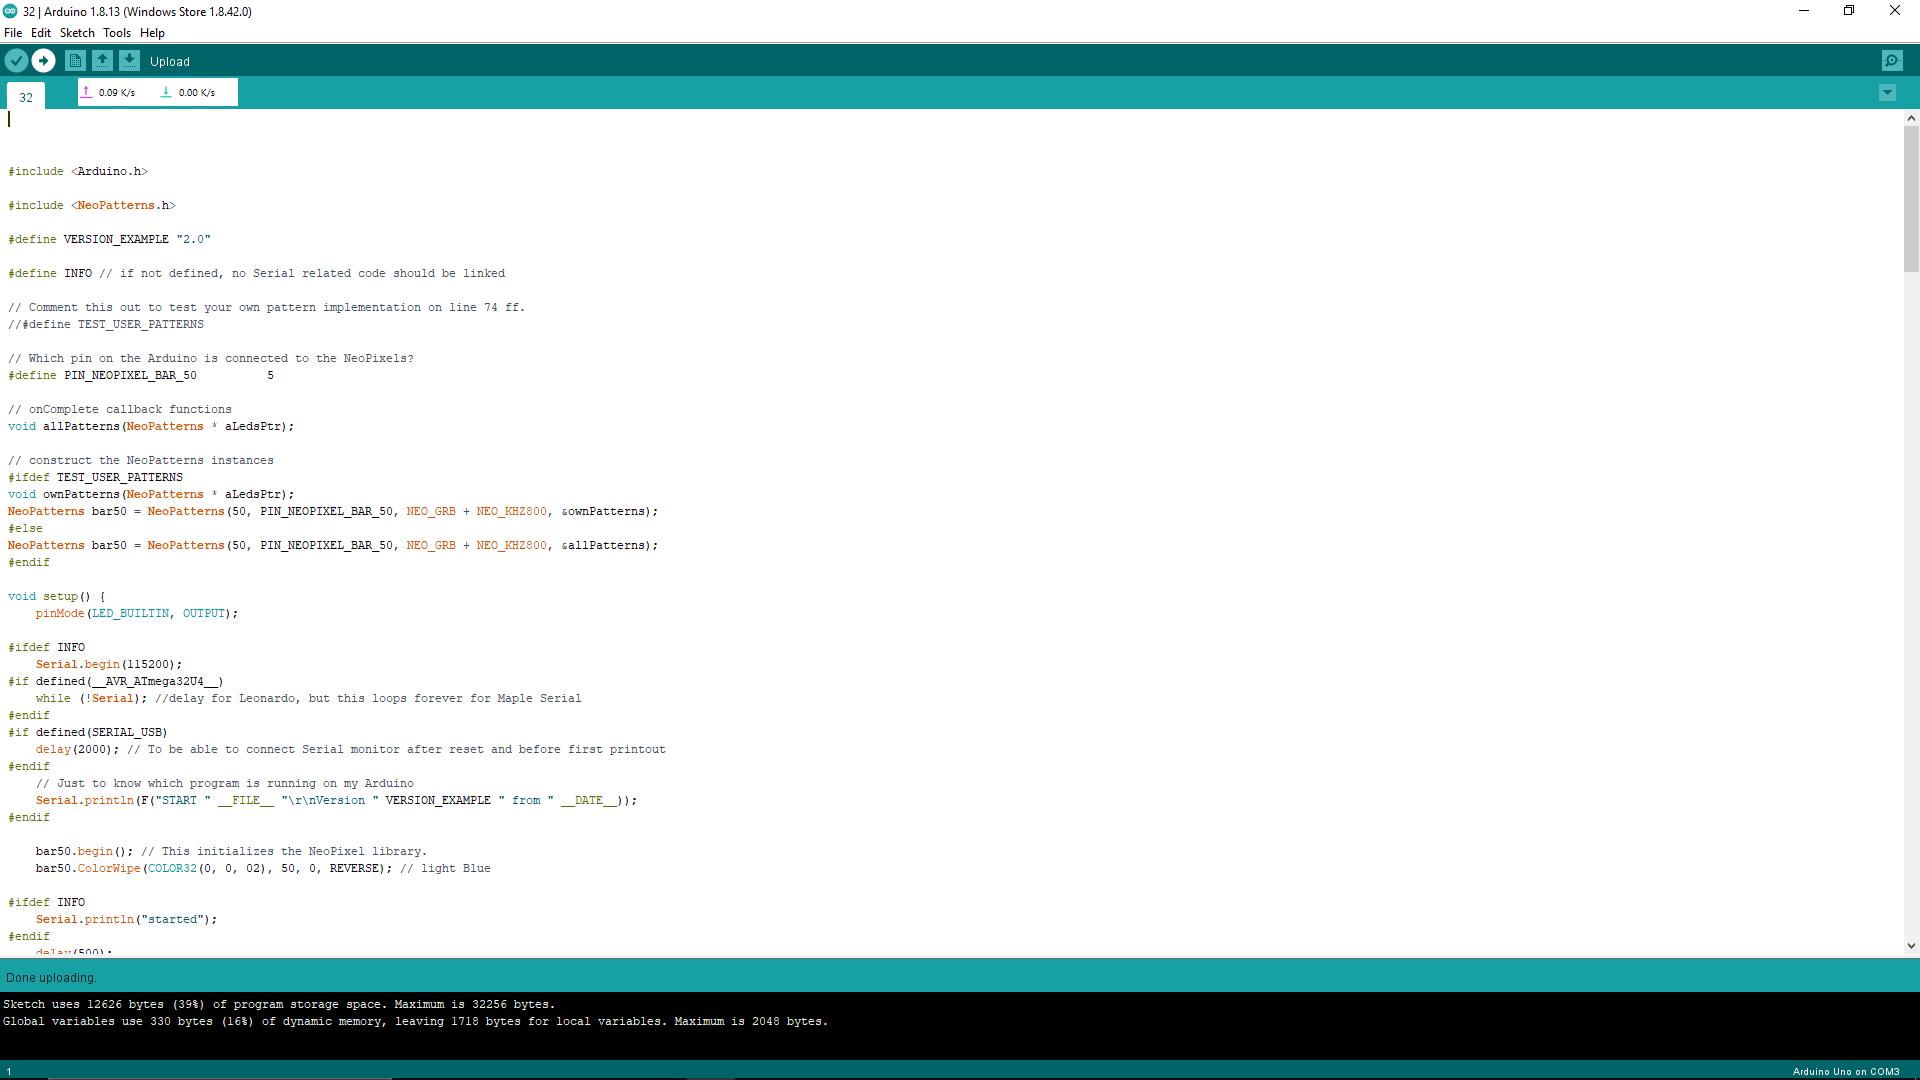 32 | Arduino 1.8.13 (Windows Store 1.8.42.0)
File Edit Sketch Tools Help
Upload
32
0.09 K/s 0.00 K/s
#include <Arduino.h>
#include <NeoPatterns.h>
#define VERSION_EXAMPLE "2.0"
#define INFO // if not defined, no Serial related code should be linked
// Comment this out to test your own pattern implementation on line 74 ff.
//#define TEST_USER_PATTERNS
// Which pin on the Arduino is connected to the NeoPixels?
#define PIN_NEOPIXEL_BAR_50          5
// onComplete callback functions
void allPatterns(NeoPatterns * aLedsPtr);
// construct the NeoPatterns instances
#ifdef TEST_USER_PATTERNS
void ownPatterns(NeoPatterns * aLedsPtr);
NeoPatterns bar50 = NeoPatterns(50, PIN_NEOPIXEL_BAR_50, NEO_GRB + NEO_KHZ800, &ownPatterns);
#else
NeoPatterns bar50 = NeoPatterns(50, PIN_NEOPIXEL_BAR_50, NEO_GRB + NEO_KHZ800, &allPatterns);
#endif
void setup() {
    pinMode(LED_BUILTIN, OUTPUT);
#ifdef INFO
    Serial.begin(115200);
#if defined(__AVR_ATmega32U4__)
    while (!Serial); //delay for Leonardo, but this loops forever for Maple Serial
#endif
#if defined(SERIAL_USB)
    delay(2000); // To be able to connect Serial monitor after reset and before first printout
#endif
    // Just to know which program is running on my Arduino
    Serial.println(F("START " __FILE__ "\r\nVersion " VERSION_EXAMPLE " from " __DATE__));
#endif
    bar50.begin(); // This initializes the NeoPixel library.
    bar50.ColorWipe(COLOR32(0, 0, 02), 50, 0, REVERSE); // light Blue
#ifdef INFO
    Serial.println("started");
#endif
    delay(500);
Done uploading.
Sketch uses 12626 bytes (39%) of program storage space. Maximum is 32256 bytes.
Global variables use 330 bytes (16%) of dynamic memory, leaving 1718 bytes for local variables. Maximum is 2048 bytes.
1
Arduino Uno on COM3